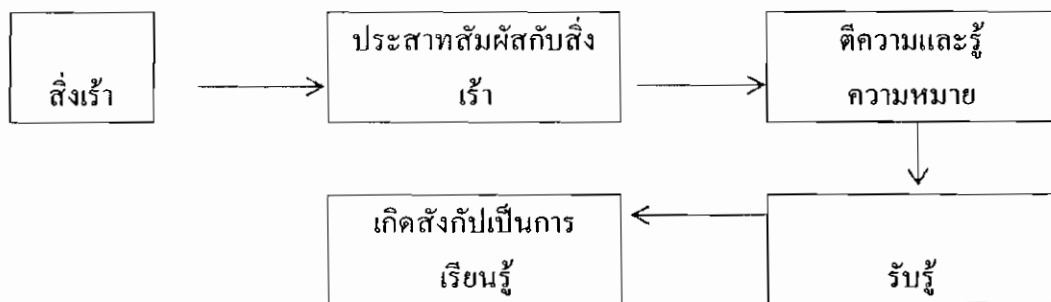 สิ่งเร้า
ประสาทสัมผัสกับสิ่ง
เร้า
ตีความและรู้
ความหมาย
เกิดสังกัปเป็นการ
เรียนรู้
รับรู้